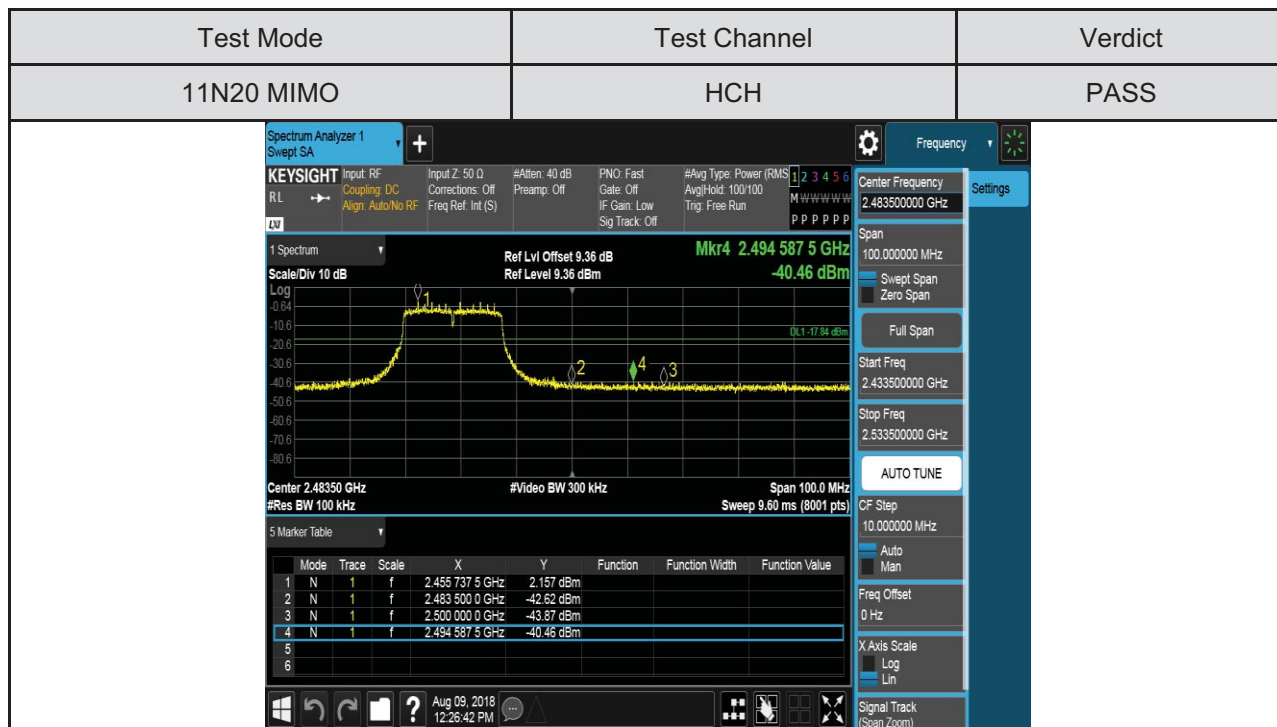 Test Mode Test Channel Verdict
11N20 MIMO HCH PASS
Spectrum Analyzer 1
Swept SA
+
Frequency
KEYSIGHT Input: RF Input Z: 50 Ω #Atten: 40 dB PNO: Fast #Avg Type: Power (RMS 1 2 3 4 5 6
RL Coupling: DC Corrections: Off Preamp: Off Gate: Off Avg|Hold: 100/100 M W W W W W
Align: Auto/No RF Freq Ref: Int (S) IF Gain: Low Trig: Free Run
Sig Track: Off P P P P P P
LXI
1 Spectrum
Ref Lvl Offset 9.36 dB Mkr4 2.494 587 5 GHz
Scale/Div 10 dB Ref Level 9.36 dBm -40.46 dBm
Log
-0.64
-10.6
-20.6
-30.6
-40.6
-50.6
-60.6
-70.6
-80.6
1
DL1 -17.84 dBm
2 4 3
Center 2.48350 GHz #Video BW 300 kHz Span 100.0 MHz
#Res BW 100 kHz Sweep 9.60 ms (8001 pts)
5 Marker Table
Mode Trace Scale X Y Function Function Width Function Value
1 N 1 f 2.455 737 5 GHz 2.157 dBm
2 N 1 f 2.483 500 0 GHz -42.62 dBm
3 N 1 f 2.500 000 0 GHz -43.87 dBm
4 N 1 f 2.494 587 5 GHz -40.46 dBm
5
6
? Aug 09, 2018
12:26:42 PM
Center Frequency
2.483500000 GHz
Settings
Span
100.000000 MHz
Swept Span
Zero Span
Full Span
Start Freq
2.433500000 GHz
Stop Freq
2.533500000 GHz
AUTO TUNE
CF Step
10.000000 MHz
Auto
Man
Freq Offset
0 Hz
X Axis Scale
Log
Lin
Signal Track
(Span Zoom)